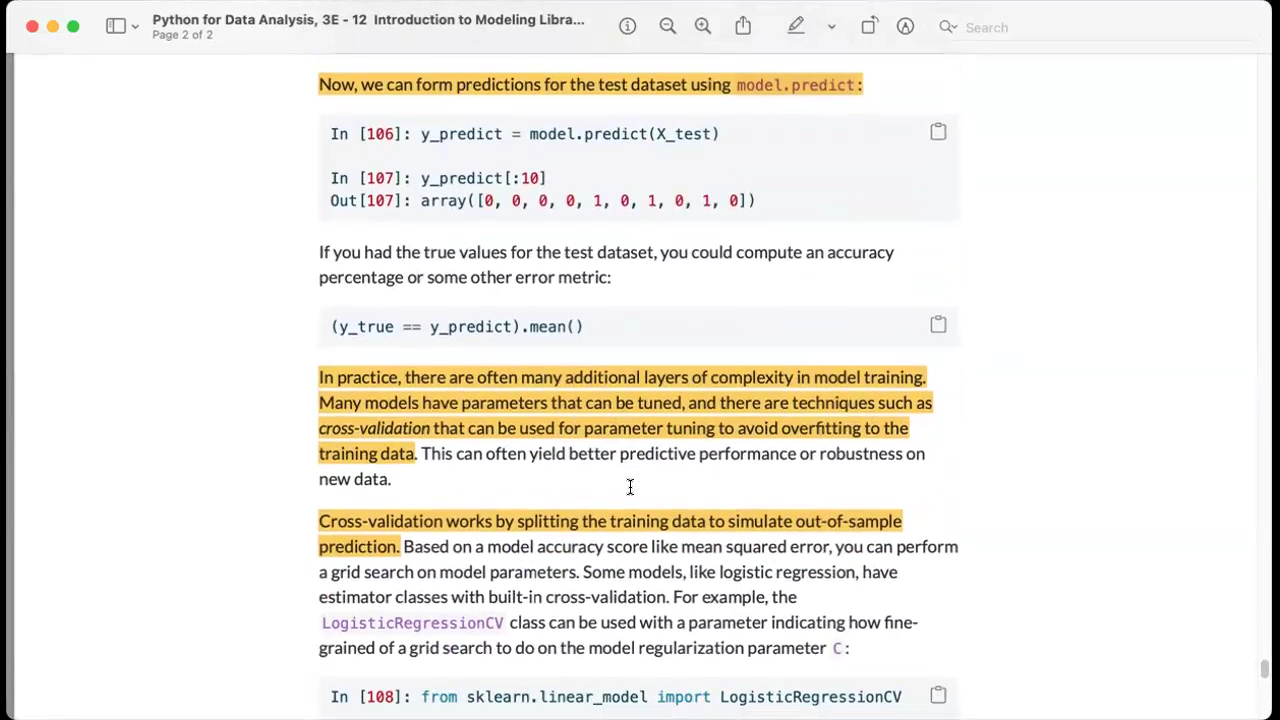 Python for Data Analysis, 3E - 12 Introduction to Modeling Libra...
Page 2 of 2
Search
Now, we can form predictions for the test dataset using model.predict:
In [106]: y_predict = model.predict(X_test)
In [107]: y_predict[:10]
Out[107]: array([0, 0, 0, 0, 1, 0, 1, 0, 1, 0])
If you had the true values for the test dataset, you could compute an accuracy
percentage or some other error metric:
(y_true == y_predict).mean()
In practice, there are often many additional layers of complexity in model training.
Many models have parameters that can be tuned, and there are techniques such as
cross-validation that can be used for parameter tuning to avoid overfitting to the
training data. This can often yield better predictive performance or robustness on
new data.
Cross-validation works by splitting the training data to simulate out-of-sample
prediction. Based on a model accuracy score like mean squared error, you can perform
a grid search on model parameters. Some models, like logistic regression, have
estimator classes with built-in cross-validation. For example, the
LogisticRegressionCV class can be used with a parameter indicating how fine-
grained of a grid search to do on the model regularization parameter C:
In [108]: from sklearn.linear_model import LogisticRegressionCV